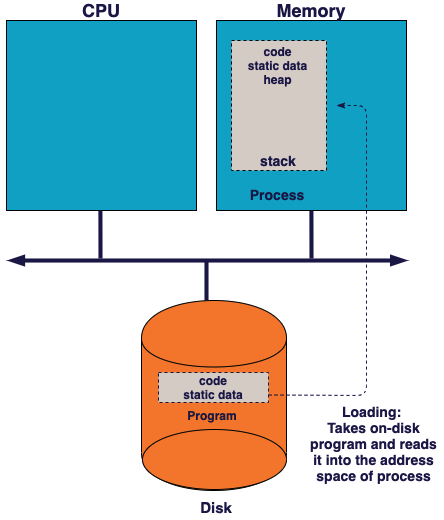 CPU
Memory
code
static data
heap
stack
Process
code
static data
Program
Loading:
Takes on-disk
program and reads
it into the address
space of process
Disk